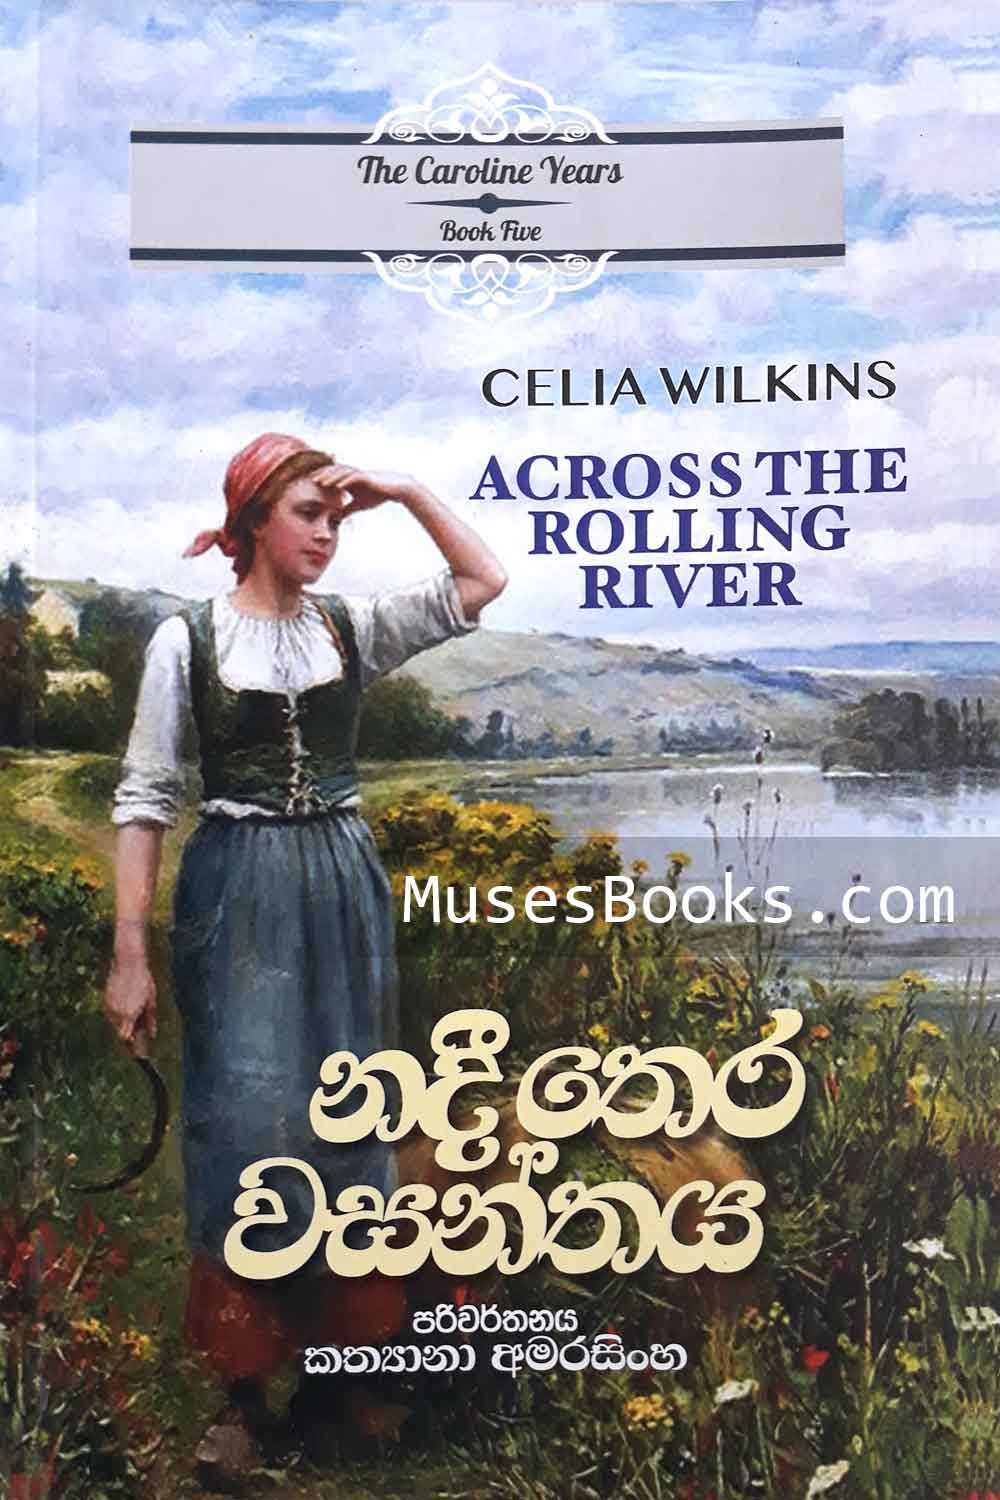 The Caroline Years
Book Five
CELIA WILKINS
ACROSS THE
ROLLING
RIVER
MusesBooks.com
නදී තෙර
වසන්තය
පරිවර්තනය
කත්‍යානා අමරසිංහ